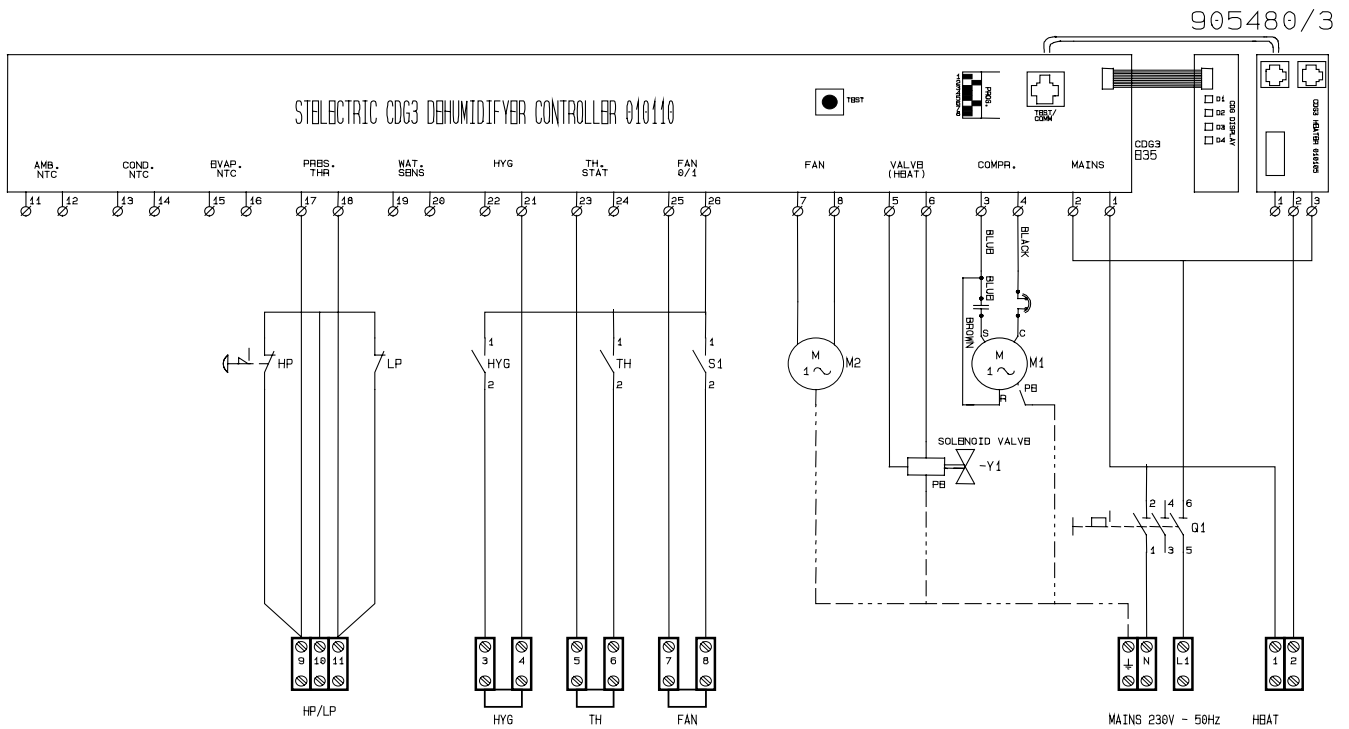 905480/3
STELECTRIC CDG3 DEHUMIDIFYER CONTROLLER 010110
TEST
PROG.
TEST/
COMM
CDG3
B35
D1
D2
D3
D4
CDG DISPLAY
CDG3 HEATER 010105
AMB.
NTC
COND.
NTC
EVAP.
NTC
PRES.
THR
WAT.
SENS
HYG
TH.
STAT
FAN
0/1
FAN
VALVE
(HEAT)
COMPR.
MAINS
11 12 13 14 15 16 17 18 19 20 22 21 23 24 25 26 7 8 5 6 3 4 2 1 1 2 3
BLUE
BLACK
BLUE
BROWN
S C
HP
LP
1
HYG
2
1
TH
2
1
S1
2
M
1
M2
M
1
M1
R
PE
SOLENOID VALVE
-Y1
PE
2 4 6
Q1
1 3 5
9 10 11 3 4 5 6 7 8 N L1 1 2
HP/LP
HYG
TH
FAN
MAINS 230V - 50Hz
HEAT